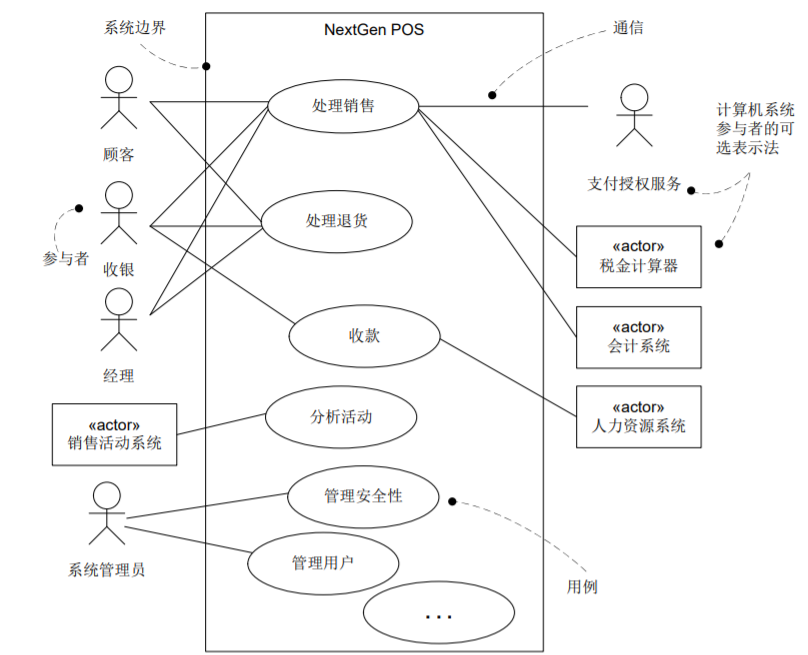 系统边界
NextGen POS
通信
处理销售
计算机系统
参与者的可
选表示法
顾客
支付授权服务
处理退货
«actor»
税金计算器
参与者
收银
收款
«actor»
会计系统
经理
«actor»
人力资源系统
«actor»
销售活动系统
分析活动
管理安全性
系统管理员
管理用户
用例
...